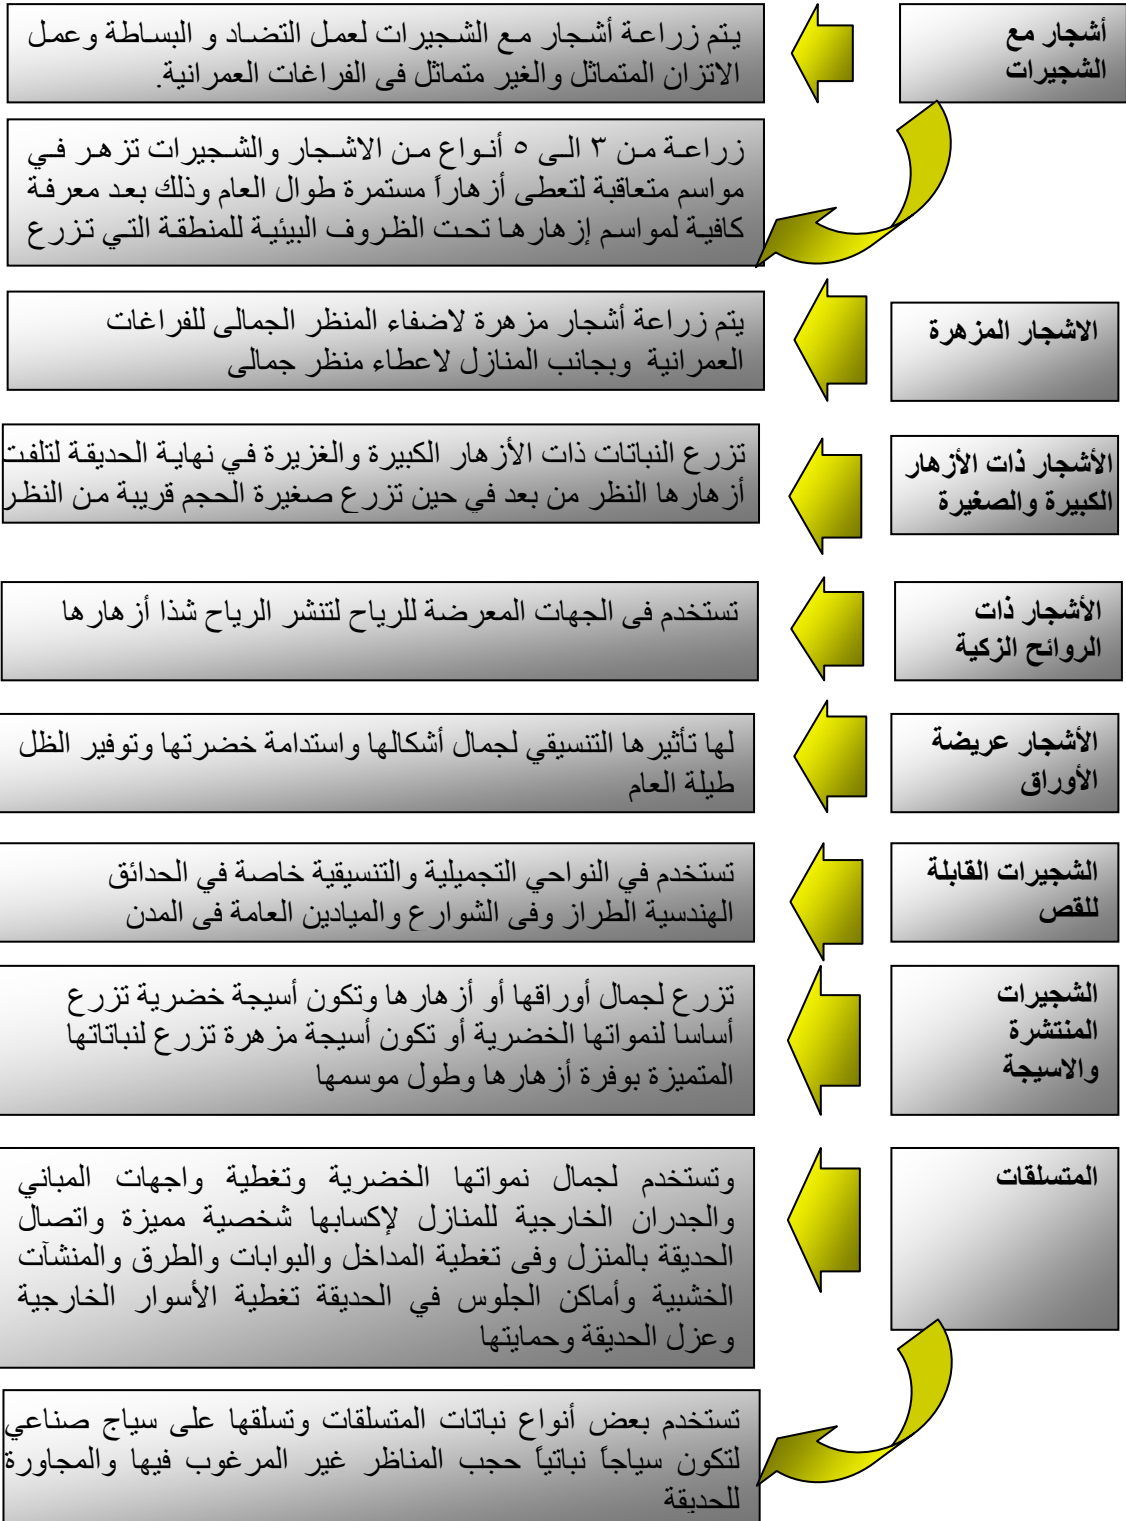 أشجار مع
الشجيرات
يتم زراعة أشجار مع الشجيرات لعمل التضاد و البساطة وعمل
الاتزان المتماثل والغير متماثل فى الفراغات العمرانية.
زراعة من ٣ الى ٥ أنواع من الاشجار والشجيرات تزهر في
مواسم متعاقبة لتعطى أزهاراً مستمرة طوال العام وذلك بعد معرفة
كافية لمواسم إزهارها تحت الظروف البيئية للمنطقة التي تزرع
الاشجار المزهرة
يتم زراعة أشجار مزهرة لاضفاء المنظر الجمالى للفراغات
العمرانية وبجانب المنازل لاعطاء منظر جمالى
الأشجار ذات الأزهار
الكبيرة والصغيرة
تزرع النباتات ذات الأزهار الكبيرة والغزيرة في نهاية الحديقة لتلفت
أزهارها النظر من بعد في حين تزرع صغيرة الحجم قريبة من النظر
الأشجار ذات
الروائح الزكية
تستخدم فى الجهات المعرضة للرياح لتنشر الرياح شذا أزهارها
الأشجار عريضة
الأوراق
لها تأثيرها التنسيقي لجمال أشكالها واستدامة خضرتها وتوفير الظل
طيلة العام
الشجيرات القابلة
للقص
تستخدم في النواحي التجميلية والتنسيقية خاصة في الحدائق
الهندسية الطراز وفى الشوارع والميادين العامة فى المدن
الشجيرات
المنتشرة
والاسيجة
تزرع لجمال أوراقها أو أزهارها وتكون أسيجة خضرية تزرع
أساسا لنمواتها الخضرية أو تكون أسيجة مزهرة تزرع لنباتاتها
المتميزة بوفرة أزهارها وطول موسمها
المتسلقات
وتستخدم لجمال نمواتها الخضرية وتغطية واجهات المباني
والجدران الخارجية للمنازل لإكسابها شخصية مميزة واتصال
الحديقة بالمنزل وفى تغطية المداخل والبوابات والطرق والمنشآت
الخشبية وأماكن الجلوس في الحديقة تغطية الأسوار الخارجية
وعزل الحديقة وحمايتها
تستخدم بعض أنواع نباتات المتسلقات وتسلقها على سياج صناعي
لتكون سياجاً نباتياً حجب المناظر غير المرغوب فيها والمجاورة
للحديقة